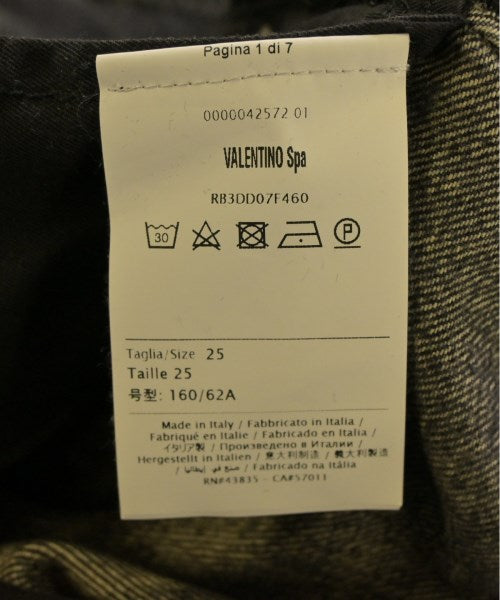 Pagina 1 di 7
0000042572 01
VALENTINO Spa
RB3DD07F460
30
P
Taglia/Size 25
Taille 25
号型: 160/62A
Made in Italy / Fabbricato in Italia /
Fabriqué en Italie / Fabricado en Italia /
イタリア製 / Произведено в Италии /
Hergestellt in Italien / 意大利制造 / 義大利製造
/ صنع في إيطاليا / Fabricado na Itália
RN#43835 - CA#57011